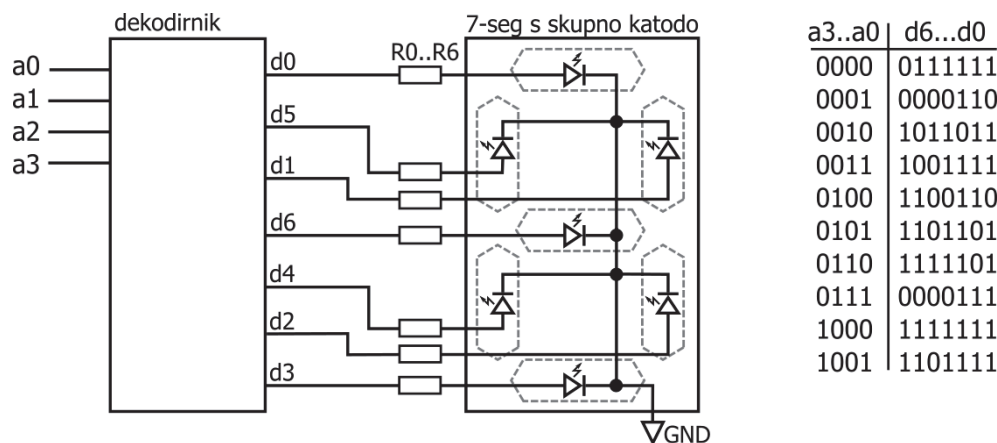 dekodirnik
7-seg s skupno katodo
a0
a1
a2
a3
d0
d5
d1
d6
d4
d2
d3
R0..R6
GND
a3..a0 d6...d0
0000 0111111
0001 0000110
0010 1011011
0011 1001111
0100 1100110
0101 1101101
0110 1111101
0111 0000111
1000 1111111
1001 1101111